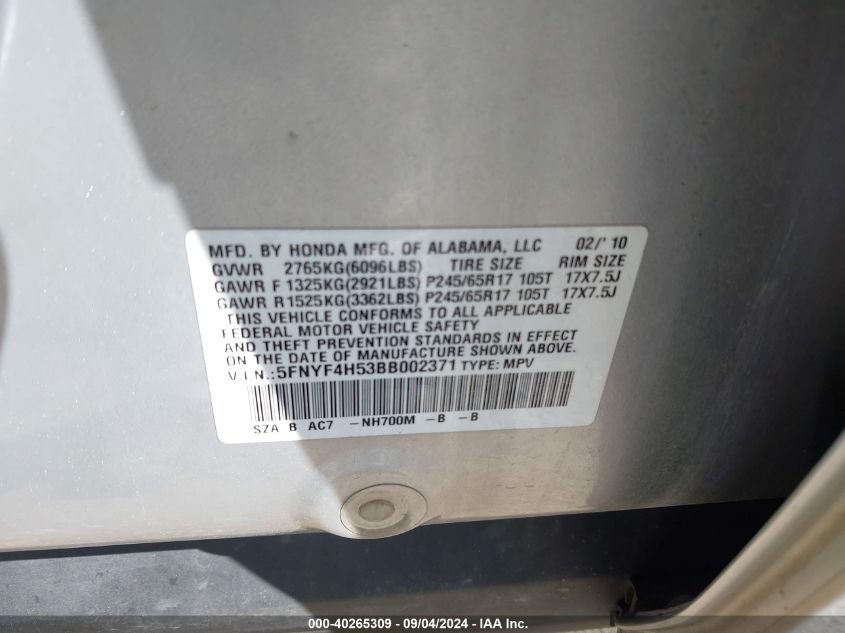 MFD. BY HONDA MFG. OF ALABAMA, LLC 02/' 10
GVWR 2765KG(6096LBS) TIRE SIZE RIM SIZE
GAWR F 1325KG(2921LBS) P245/65R17 105T 17X7.5J
GAWR R1525KG(3362LBS) P245/65R17 105T 17X7.5J
THIS VEHICLE CONFORMS TO ALL APPLICABLE
FEDERAL MOTOR VEHICLE SAFETY
AND THEFT PREVENTION STANDARDS IN EFFECT
ON THE DATE OF MANUFACTURE SHOWN ABOVE.
V.I.N.:5FNYF4H53BB002371 TYPE: MPV
SZA B AC7 -NH700M -B -B
000-40265309 - 09/04/2024 - IAA Inc.